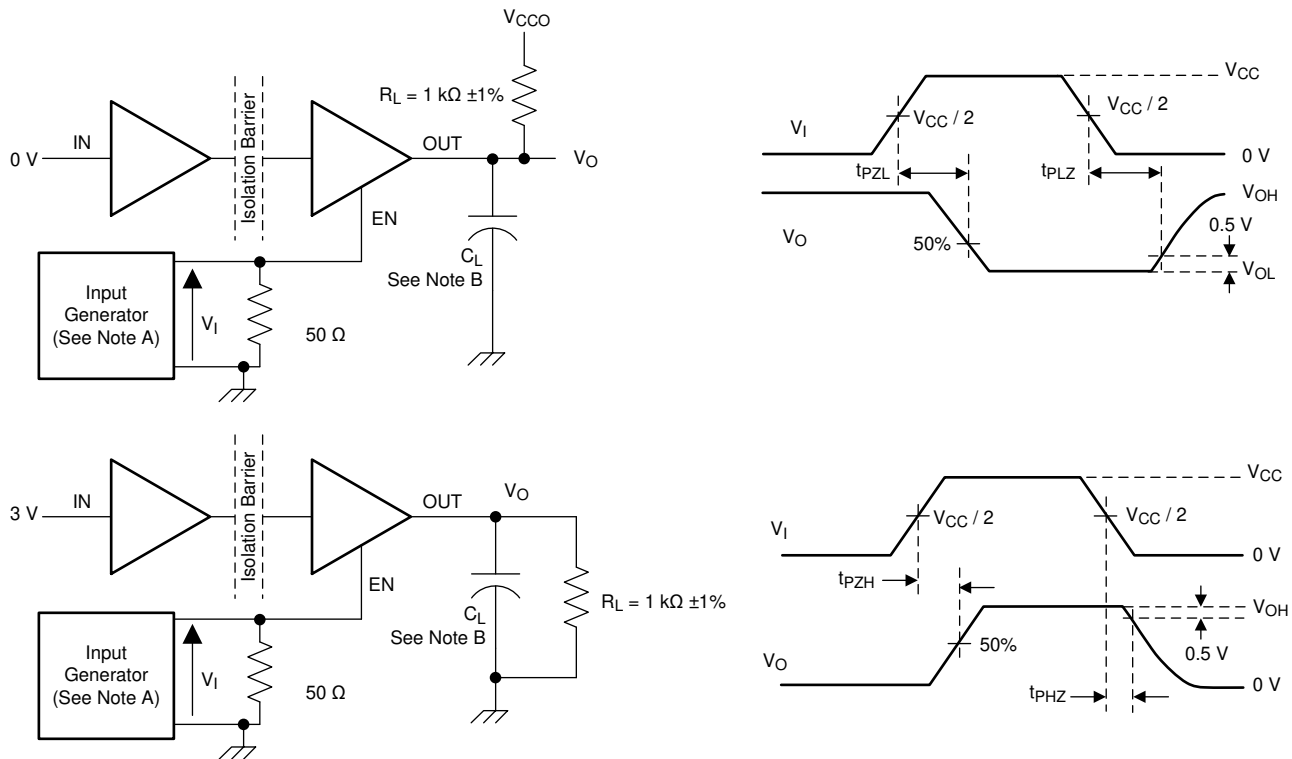 VCCO
RL = 1 kΩ ±1%
0 V
IN
Isolation Barrier
OUT
VO
EN
CL
See Note B
Input
Generator
(See Note A)
VI
50 Ω
VI
VCC
VCC / 2
VCC / 2
0 V
tPZL
tPLZ
VO
50%
VOH
0.5 V
VOL
3 V
IN
Isolation Barrier
OUT
VO
EN
CL
See Note B
RL = 1 kΩ ±1%
Input
Generator
(See Note A)
VI
50 Ω
VI
VCC
VCC / 2
VCC / 2
0 V
tPZH
VO
50%
VOH
0.5 V
tPHZ
0 V